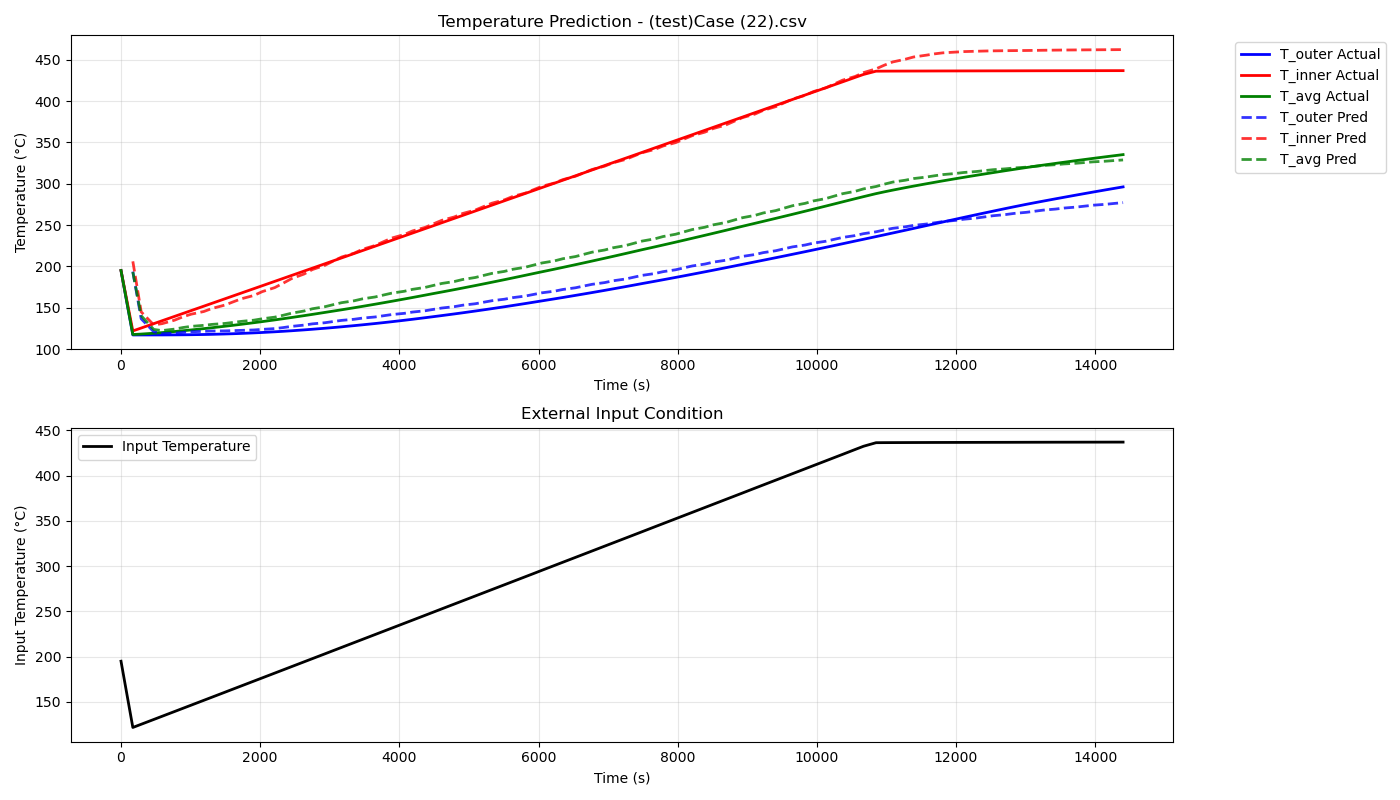 Temperature Prediction - (test)Case (22).csv
Temperature (°C)
450
400
350
300
250
200
150
100
0 2000 4000 6000 8000 10000 12000 14000
Time (s)
T_outer Actual
T_inner Actual
T_avg Actual
T_outer Pred
T_inner Pred
T_avg Pred
External Input Condition
Input Temperature (°C)
450
400
350
300
250
200
150
Input Temperature
0 2000 4000 6000 8000 10000 12000 14000
Time (s)